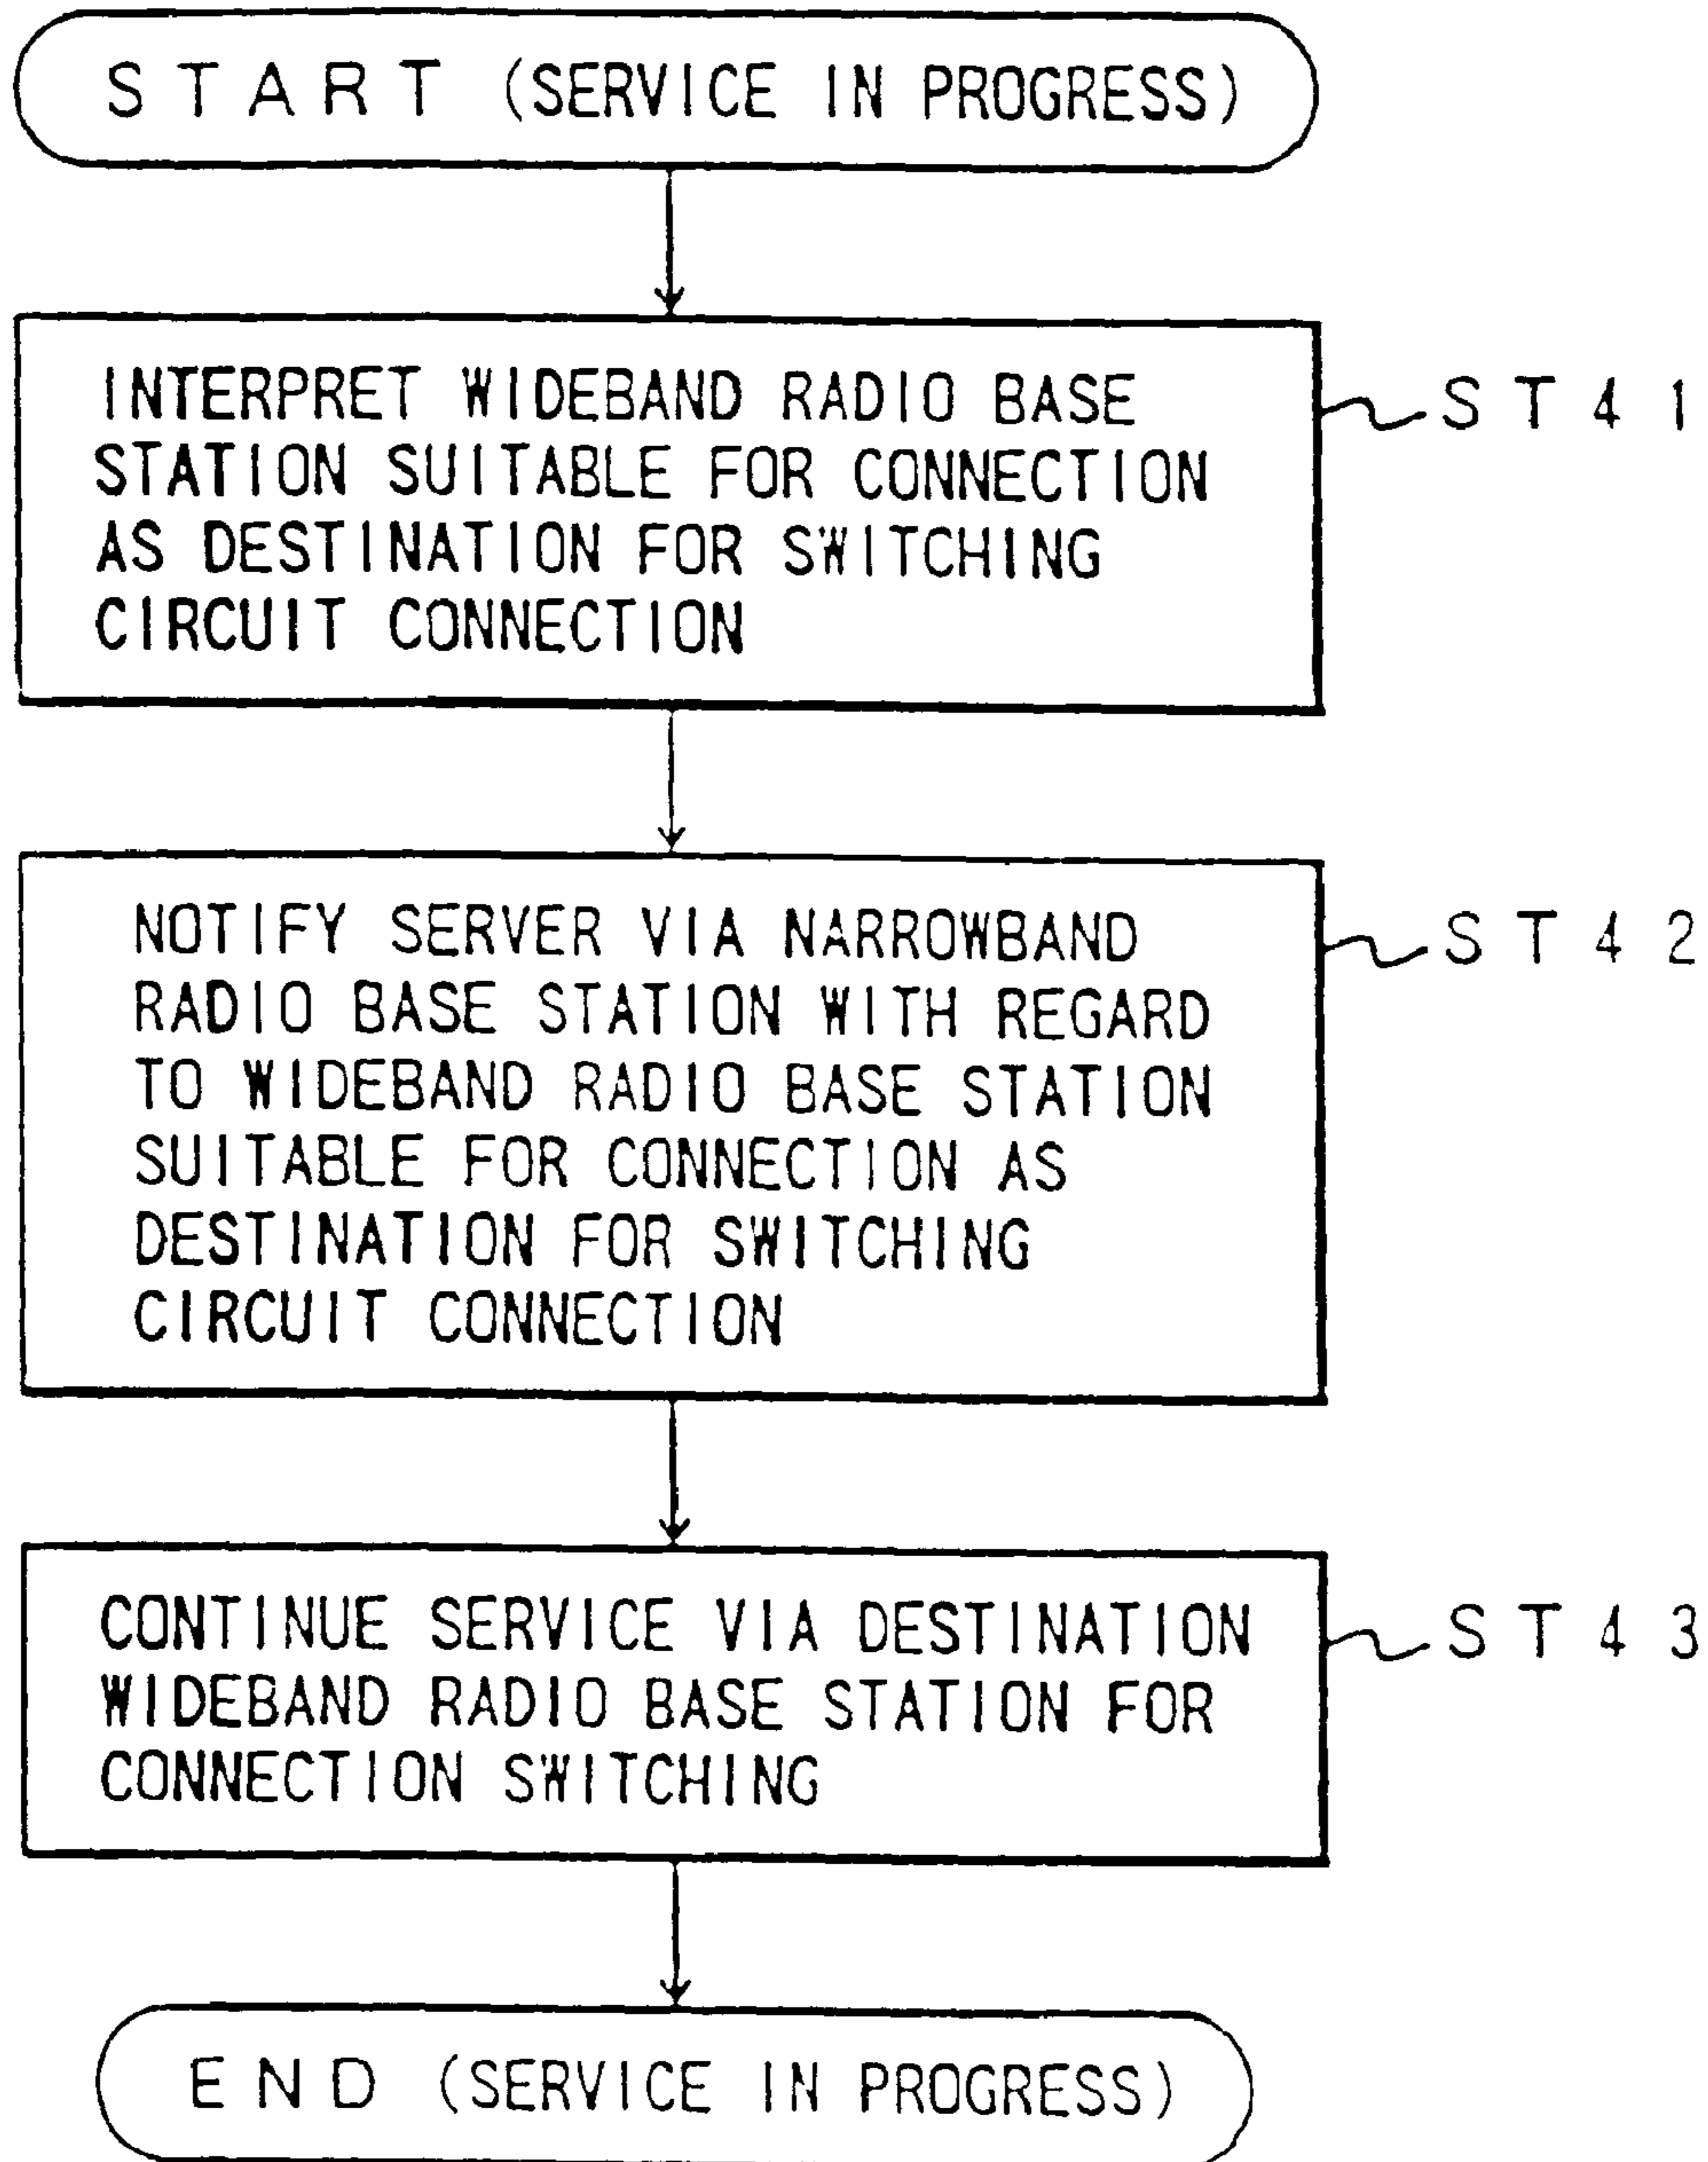 START (SERVICE IN PROGRESS)
INTERPRET WIDEBAND RADIO BASE
STATION SUITABLE FOR CONNECTION
AS DESTINATION FOR SWITCHING
CIRCUIT CONNECTION
ST41
NOTIFY SERVER VIA NARROWBAND
RADIO BASE STATION WITH REGARD
TO WIDEBAND RADIO BASE STATION
SUITABLE FOR CONNECTION AS
DESTINATION FOR SWITCHING
CIRCUIT CONNECTION
ST42
CONTINUE SERVICE VIA DESTINATION
WIDEBAND RADIO BASE STATION FOR
CONNECTION SWITCHING
ST43
END (SERVICE IN PROGRESS)